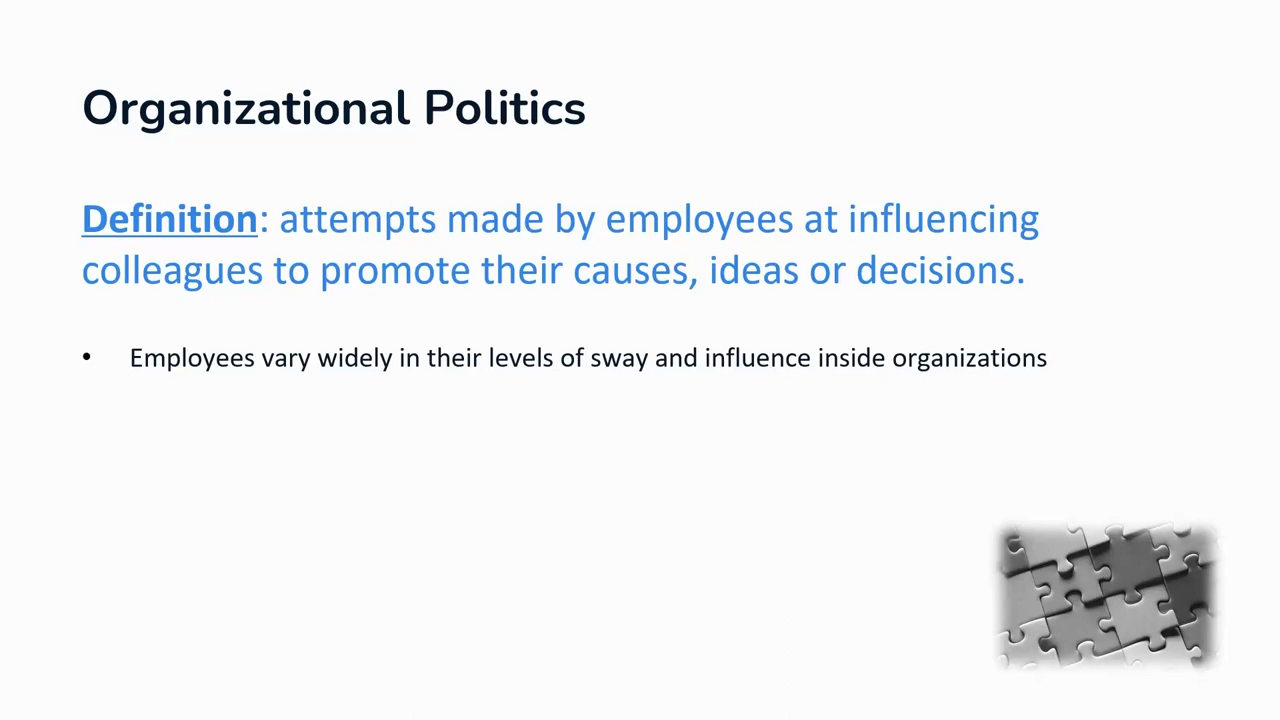 Organizational Politics
Definition: attempts made by employees at influencing
colleagues to promote their causes, ideas or decisions.
• Employees vary widely in their levels of sway and influence inside organizations